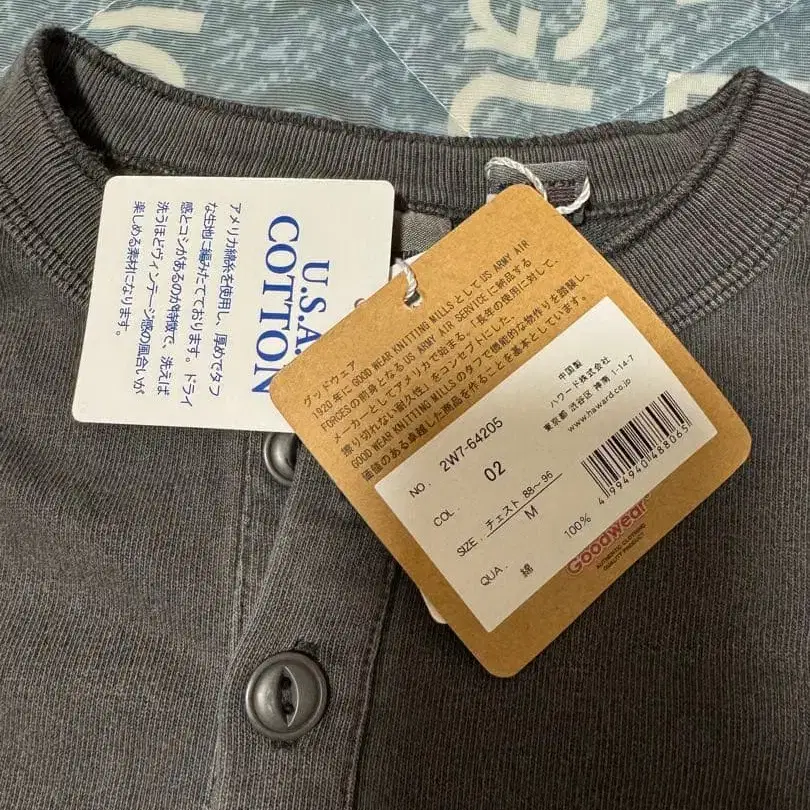 U.S.A.
COTTON
アメリカ綿糸を使用し、厚めでタフ
な生地に編みたてております。ドライ
感とコシがあるのが特徴で、洗えば
洗うほどヴィンテージ感の風合いが
楽しめる素材になります。
グッドウェア
1920年にGOOD WEAR KNITTING MILLSとしてUS ARMY AIR
FORCESの前身となるUS ARMY AIR SERVICEに納品する
メーカーとしてアメリカで始まる。「長年の使用に対して、
擦り切れない耐久性」をコンセプトにした、
GOOD WEAR KNITTING MILLSのタフで機能的な物作りを踏襲し、
価値のある卓越した商品を作ることを基本としています。
NO. 2W7-64205
COL. 02
SIZE. チェスト 88～96
M
QUA. 綿 100%
中国製
ハワード株式会社
東京都 渋谷区 神南 1-14-7
www.haward.co.jp
4994940488065
Goodwear
AUTHENTIC CLOTHING
QUALITY PRODUCT